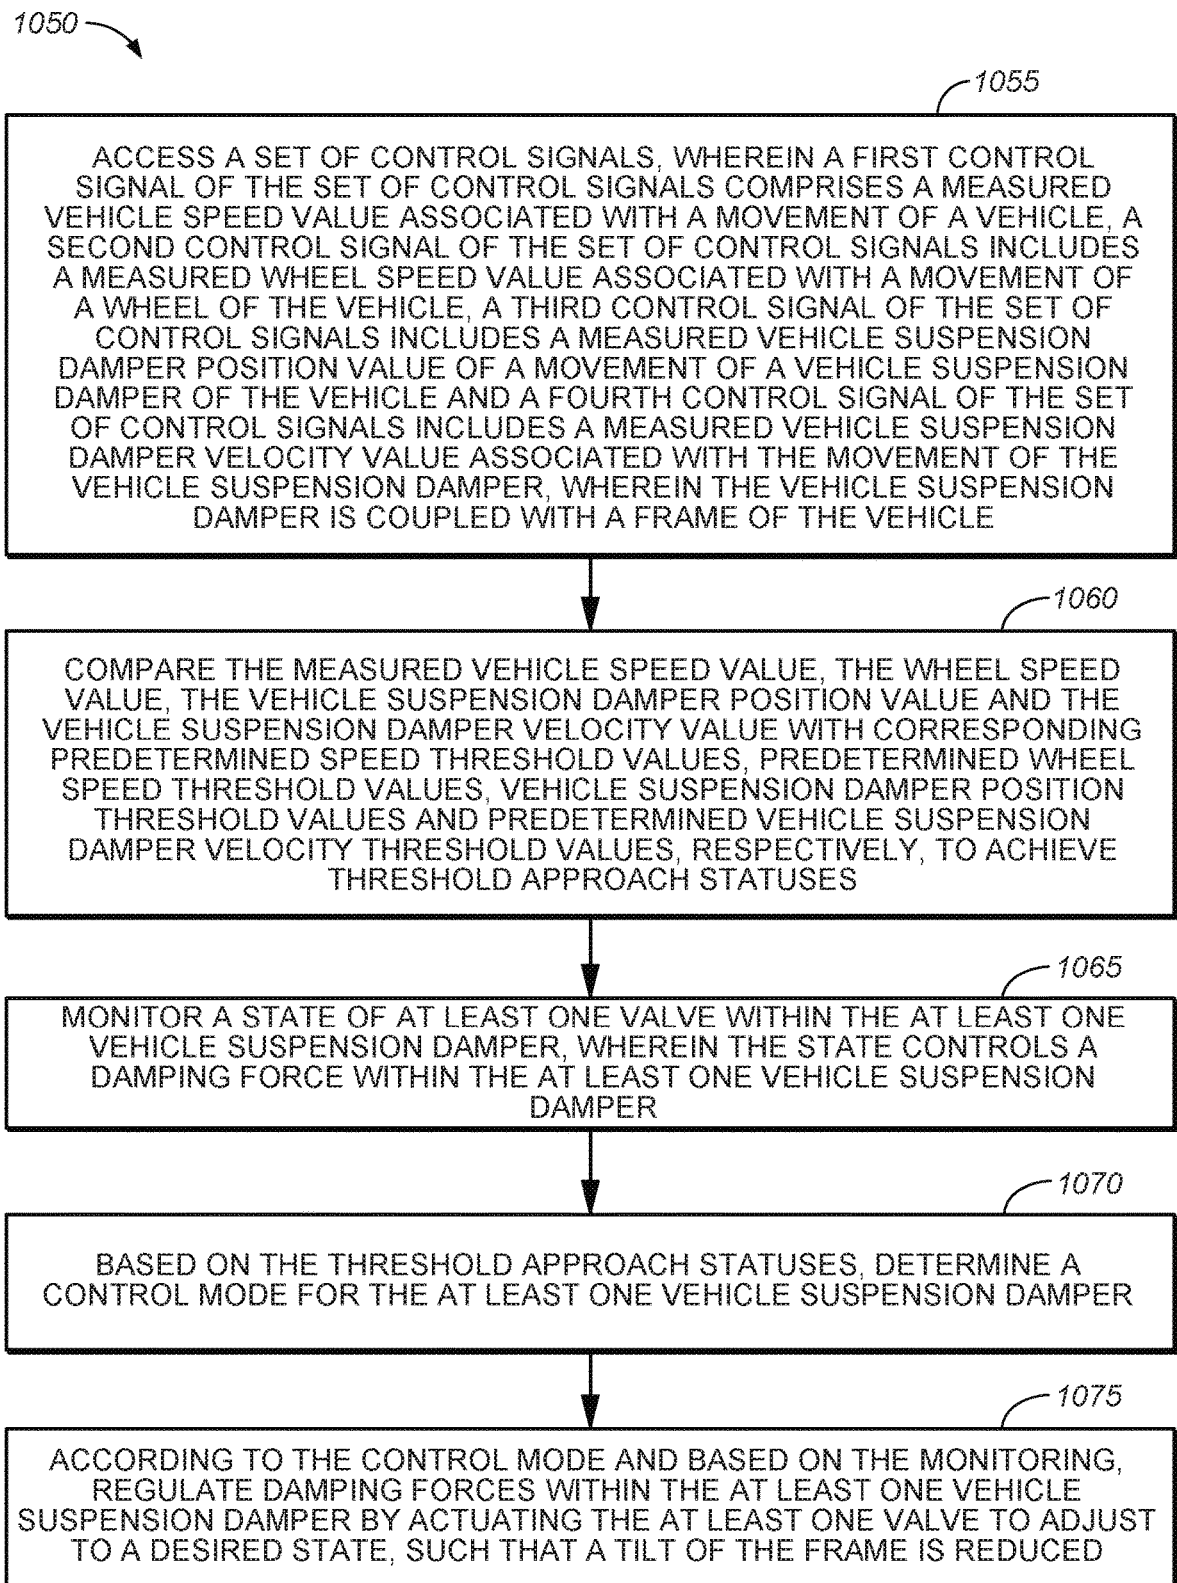 1050
1055
ACCESS A SET OF CONTROL SIGNALS, WHEREIN A FIRST CONTROL
SIGNAL OF THE SET OF CONTROL SIGNALS COMPRISES A MEASURED
VEHICLE SPEED VALUE ASSOCIATED WITH A MOVEMENT OF A VEHICLE, A
SECOND CONTROL SIGNAL OF THE SET OF CONTROL SIGNALS INCLUDES
A MEASURED WHEEL SPEED VALUE ASSOCIATED WITH A MOVEMENT OF
A WHEEL OF THE VEHICLE, A THIRD CONTROL SIGNAL OF THE SET OF
CONTROL SIGNALS INCLUDES A MEASURED VEHICLE SUSPENSION
DAMPER POSITION VALUE OF A MOVEMENT OF A VEHICLE SUSPENSION
DAMPER OF THE VEHICLE AND A FOURTH CONTROL SIGNAL OF THE SET
OF CONTROL SIGNALS INCLUDES A MEASURED VEHICLE SUSPENSION
DAMPER VELOCITY VALUE ASSOCIATED WITH THE MOVEMENT OF THE
VEHICLE SUSPENSION DAMPER, WHEREIN THE VEHICLE SUSPENSION
DAMPER IS COUPLED WITH A FRAME OF THE VEHICLE
1060
COMPARE THE MEASURED VEHICLE SPEED VALUE, THE WHEEL SPEED
VALUE, THE VEHICLE SUSPENSION DAMPER POSITION VALUE AND THE
VEHICLE SUSPENSION DAMPER VELOCITY VALUE WITH CORRESPONDING
PREDETERMINED SPEED THRESHOLD VALUES, PREDETERMINED WHEEL
SPEED THRESHOLD VALUES, VEHICLE SUSPENSION DAMPER POSITION
THRESHOLD VALUES AND PREDETERMINED VEHICLE SUSPENSION
DAMPER VELOCITY THRESHOLD VALUES, RESPECTIVELY, TO ACHIEVE
THRESHOLD APPROACH STATUSES
1065
MONITOR A STATE OF AT LEAST ONE VALVE WITHIN THE AT LEAST ONE
VEHICLE SUSPENSION DAMPER, WHEREIN THE STATE CONTROLS A
DAMPING FORCE WITHIN THE AT LEAST ONE VEHICLE SUSPENSION
DAMPER
1070
BASED ON THE THRESHOLD APPROACH STATUSES, DETERMINE A
CONTROL MODE FOR THE AT LEAST ONE VEHICLE SUSPENSION DAMPER
1075
ACCORDING TO THE CONTROL MODE AND BASED ON THE MONITORING,
REGULATE DAMPING FORCES WITHIN THE AT LEAST ONE VEHICLE
SUSPENSION DAMPER BY ACTUATING THE AT LEAST ONE VALVE TO ADJUST
TO A DESIRED STATE, SUCH THAT A TILT OF THE FRAME IS REDUCED